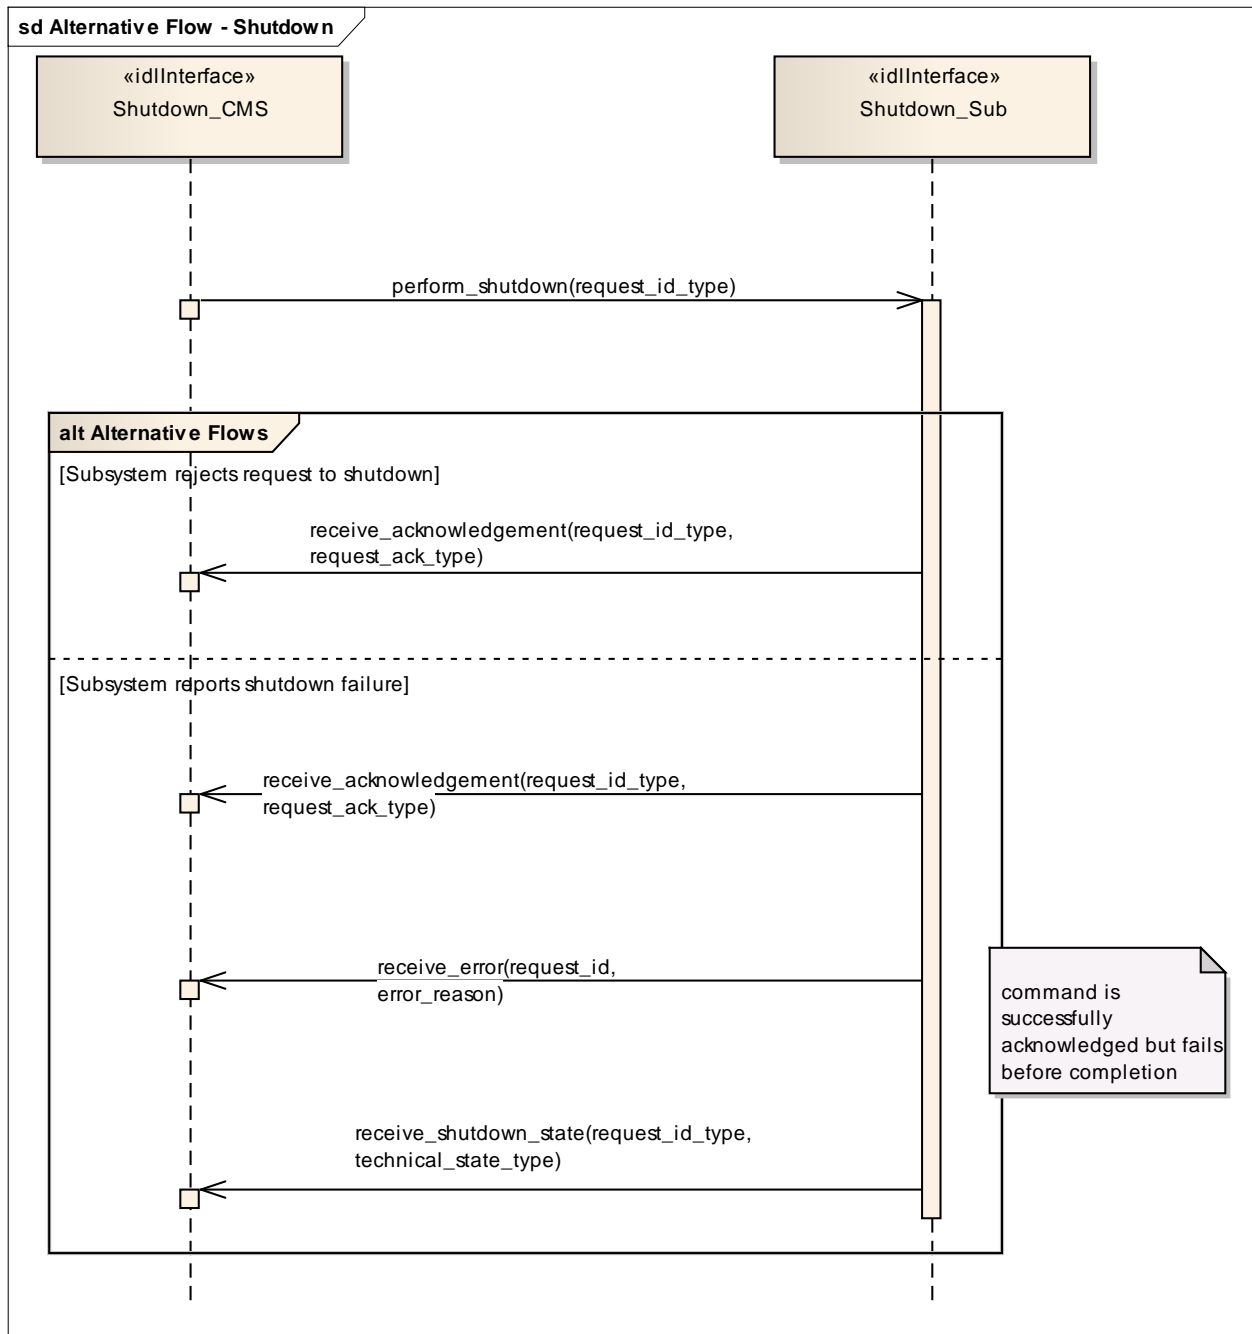 sd Alternative Flow - Shutdown
«idlInterface»
Shutdown_CMS
«idlInterface»
Shutdown_Sub
perform_shutdown(request_id_type)
alt Alternative Flows
[Subsystem rejects request to shutdown]
receive_acknowledgement(request_id_type,
request_ack_type)
[Subsystem reports shutdown failure]
receive_acknowledgement(request_id_type,
request_ack_type)
receive_error(request_id,
error_reason)
command is
successfully
acknowledged but fails
before completion
receive_shutdown_state(request_id_type,
technical_state_type)